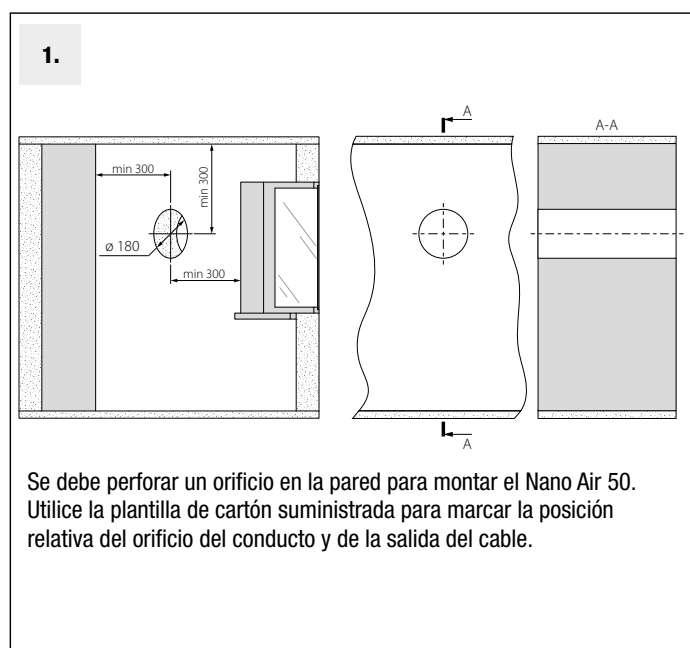 1.
A
A-A
min 300
min 300
ø 180
min 300
A
Se debe perforar un orificio en la pared para montar el Nano Air 50.
Utilice la plantilla de cartón suministrada para marcar la posición
relativa del orificio del conducto y de la salida del cable.